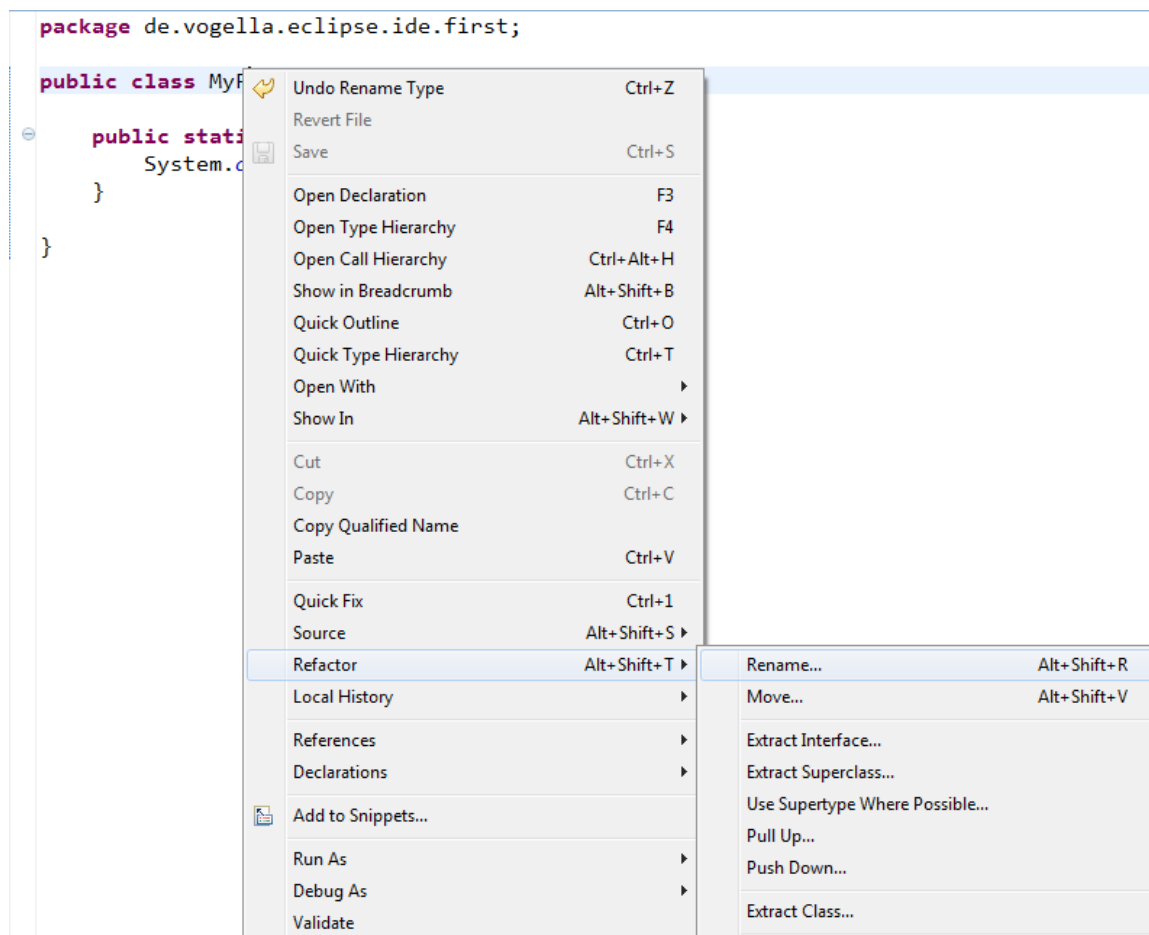 package de.vogella.eclipse.ide.first;
public class MyF
public stati
System.o
}
}
Undo Rename Type Ctrl+Z
Revert File
Save Ctrl+S
Open Declaration F3
Open Type Hierarchy F4
Open Call Hierarchy Ctrl+Alt+H
Show in Breadcrumb Alt+Shift+B
Quick Outline Ctrl+O
Quick Type Hierarchy Ctrl+T
Open With
Show In Alt+Shift+W
Cut Ctrl+X
Copy Ctrl+C
Copy Qualified Name
Paste Ctrl+V
Quick Fix Ctrl+1
Source Alt+Shift+S
Refactor Alt+Shift+T
Local History
References
Declarations
Add to Snippets...
Run As
Debug As
Validate
Rename... Alt+Shift+R
Move... Alt+Shift+V
Extract Interface...
Extract Superclass...
Use Supertype Where Possible...
Pull Up...
Push Down...
Extract Class...